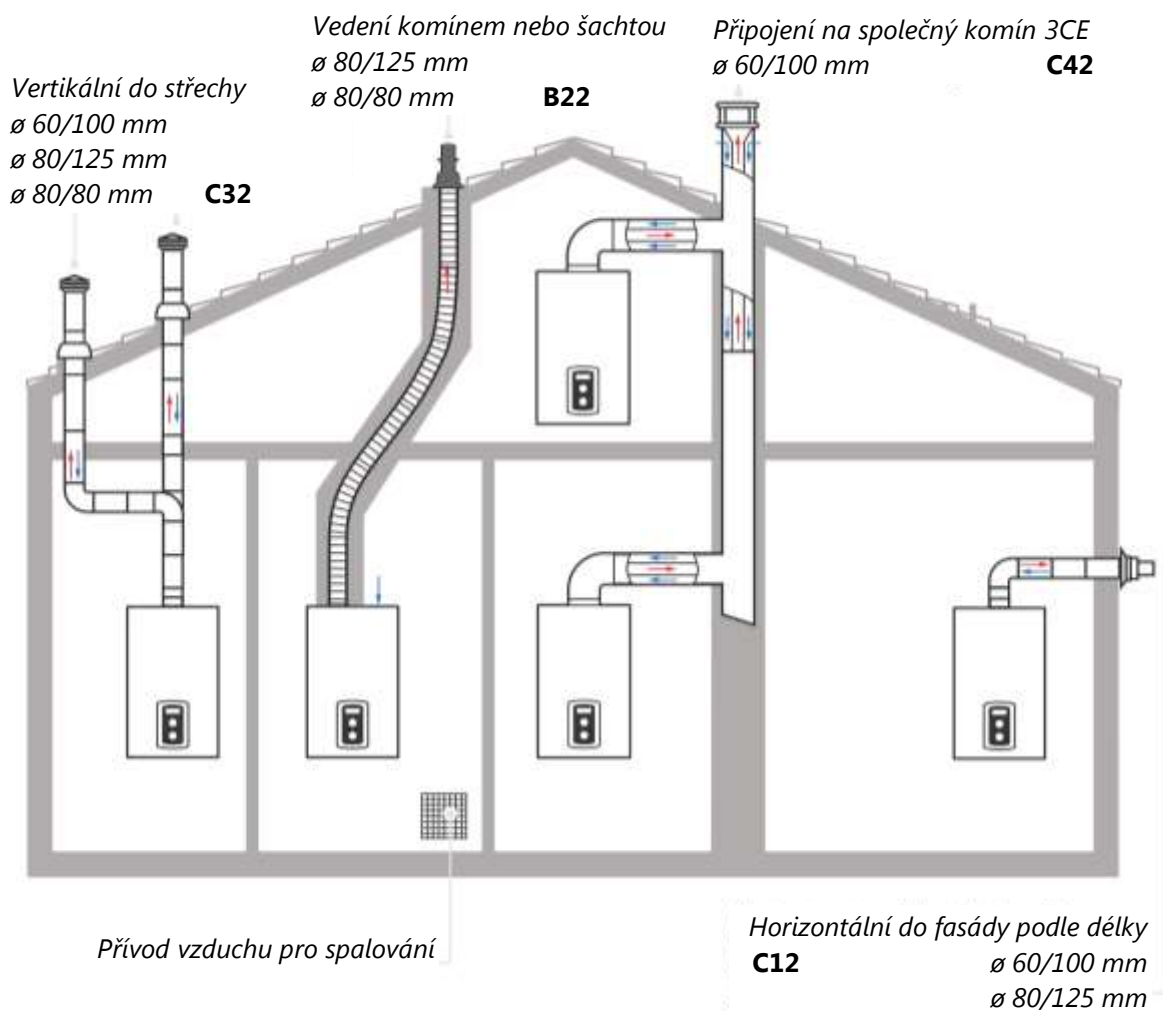 Vertikální do střechy
ø 60/100 mm
ø 80/125 mm
ø 80/80 mm C32
Vedení komínem nebo šachtou
ø 80/125 mm
ø 80/80 mm B22
Připojení na společný komín 3CE
ø 60/100 mm C42
Přívod vzduchu pro spalování
Horizontální do fasády podle délky
C12 ø 60/100 mm
ø 80/125 mm